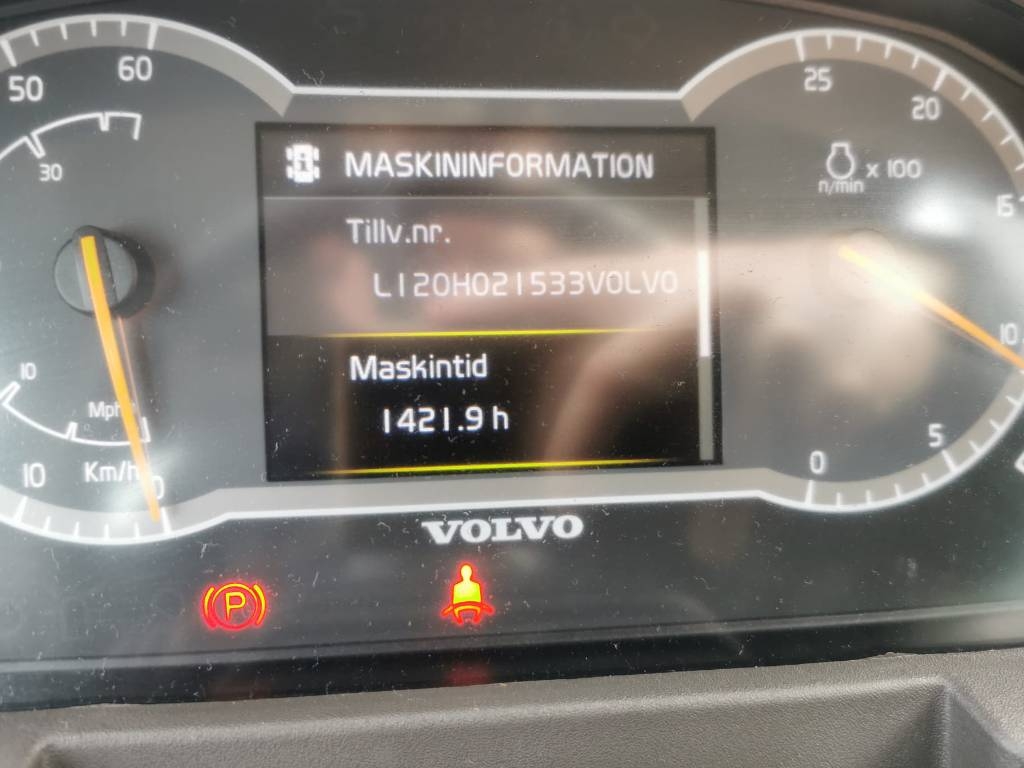 50
60
30
10
Mph
10
Km/h
0
MASKININFORMATION
Tillv.nr.
L120H021533VOLVO
Maskintid
1421.9 h
25
20
15
10
5
0
x 100
n/min
VOLVO
P